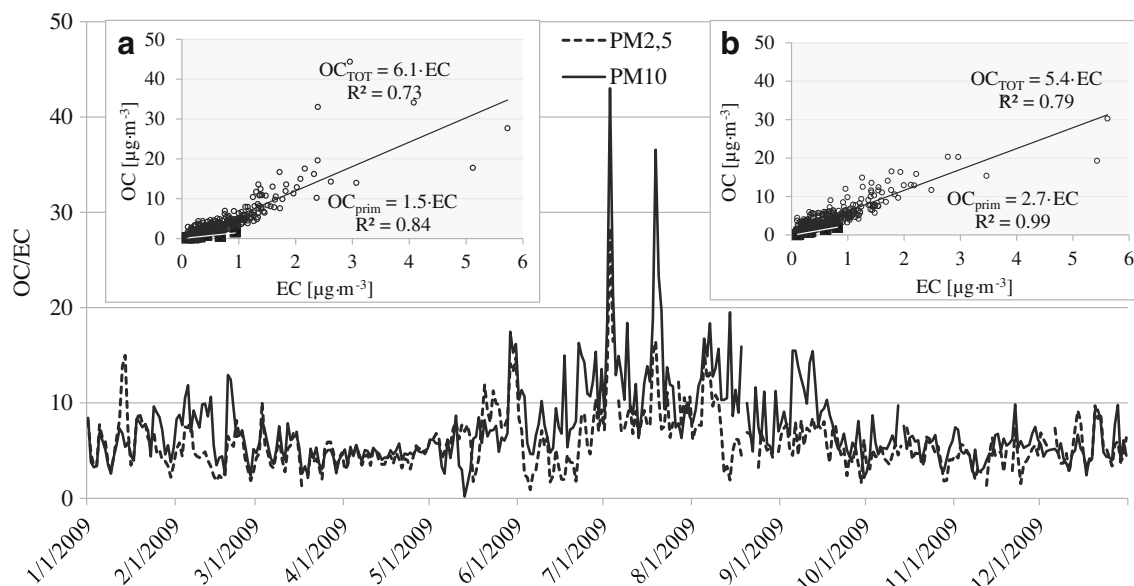 50
40
30
20
10
0
OC/EC
1/1/2009
2/1/2009
3/1/2009
4/1/2009
5/1/2009
6/1/2009
7/1/2009
8/1/2009
9/1/2009
10/1/2009
11/1/2009
12/1/2009
PM2,5
PM10
a
50
40
30
20
10
0
OC [µg·m⁻³]
OC_TOT = 6.1·EC
R² = 0.73
OC_prim = 1.5·EC
R² = 0.84
0 1 2 3 4 5 6
EC [µg·m⁻³]
b
50
40
30
20
10
0
OC [µg·m⁻³]
OC_TOT = 5.4·EC
R² = 0.79
OC_prim = 2.7·EC
R² = 0.99
0 1 2 3 4 5 6
EC [µg·m⁻³]